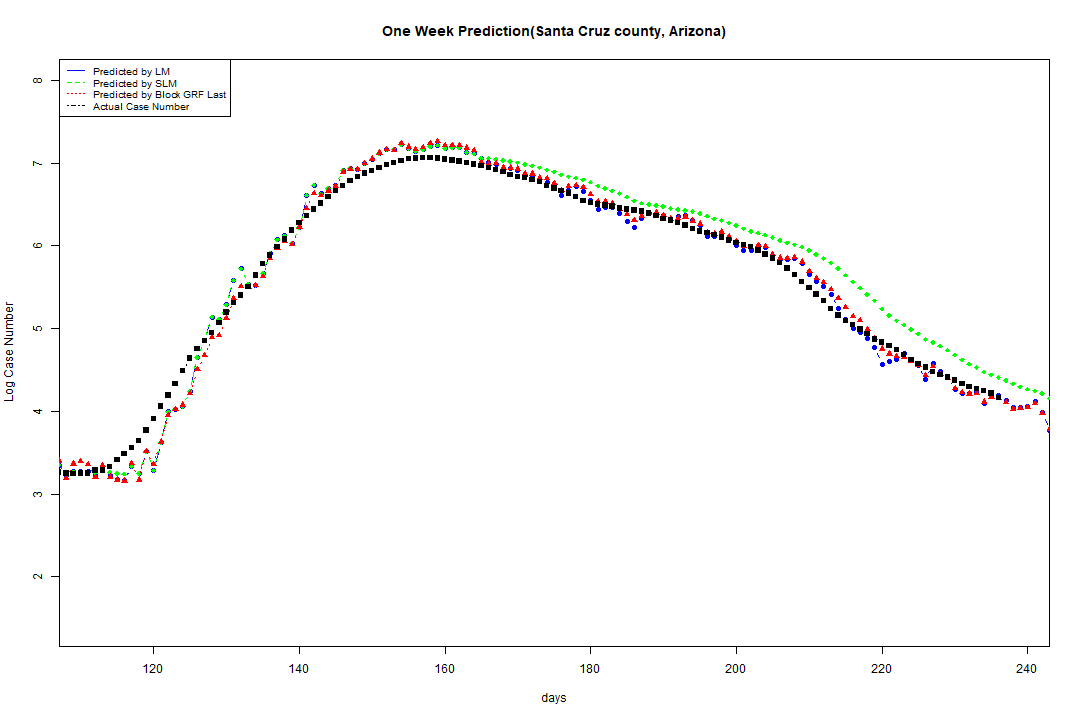 One Week Prediction(Santa Cruz county, Arizona)
Predicted by LM
Predicted by SLM
Predicted by Block GRF Last
Actual Case Number
8
7
6
5
4
3
2
Log Case Number
120 140 160 180 200 220 240
days